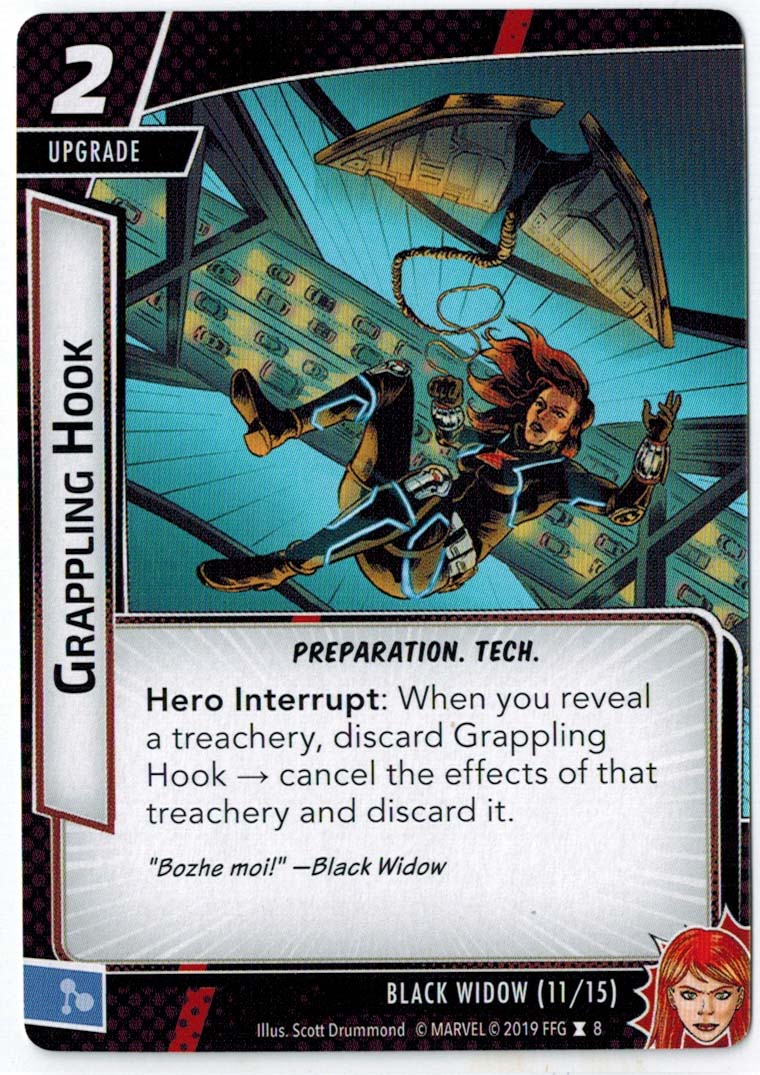 2
UPGRADE
GRAPPLING HOOK
PREPARATION. TECH.
Hero Interrupt: When you reveal
a treachery, discard Grappling
Hook → cancel the effects of that
treachery and discard it.
"Bozhe moi!" —Black Widow
BLACK WIDOW (11/15)
Illus. Scott Drummond © MARVEL © 2019 FFG 8